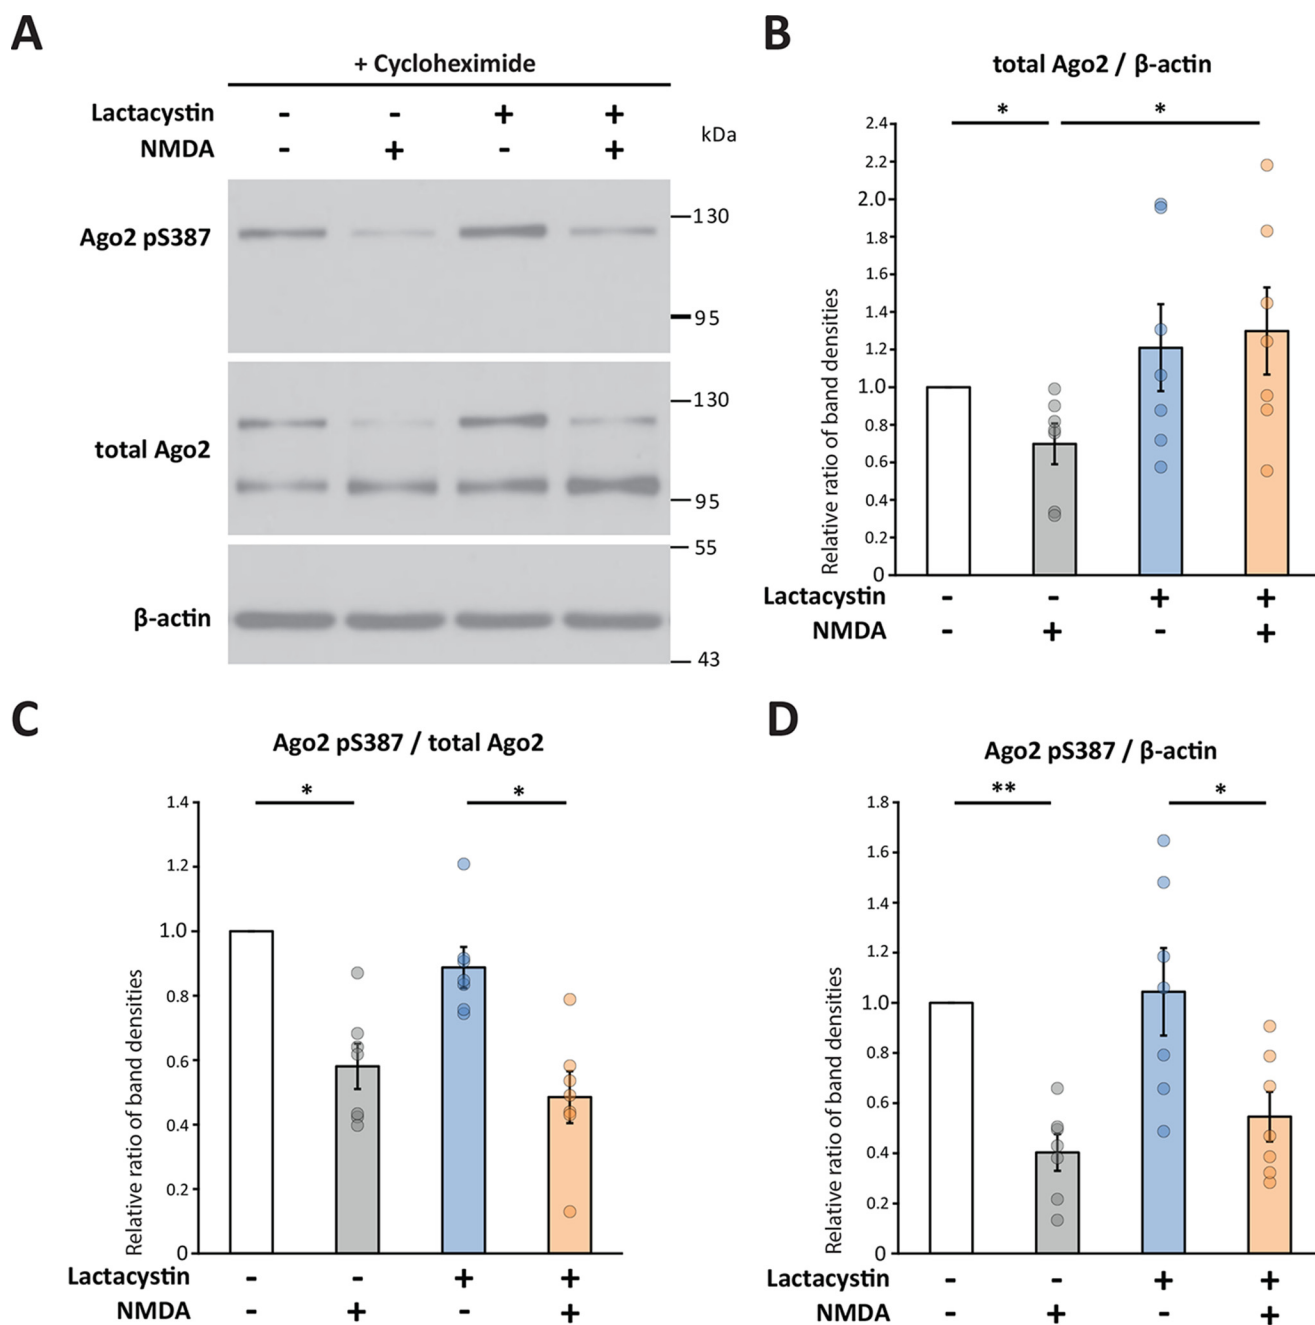 A
+ Cycloheximide
Lactacystin - - + +
NMDA - + - +
kDa
Ago2 pS387
130
95
total Ago2
130
95
β-actin
55
43
B
total Ago2 / β-actin
* *
Relative ratio of band densities
2.4
2.2
2.0
1.8
1.6
1.4
1.2
1.0
0.8
0.6
0.4
0.2
0
Lactacystin - - + +
NMDA - + - +
C
Ago2 pS387 / total Ago2
* *
Relative ratio of band densities
1.4
1.2
1.0
0.8
0.6
0.4
0.2
0
Lactacystin - - + +
NMDA - + - +
D
Ago2 pS387 / β-actin
** *
Relative ratio of band densities
1.8
1.6
1.4
1.2
1.0
0.8
0.6
0.4
0.2
0
Lactacystin - - + +
NMDA - + - +